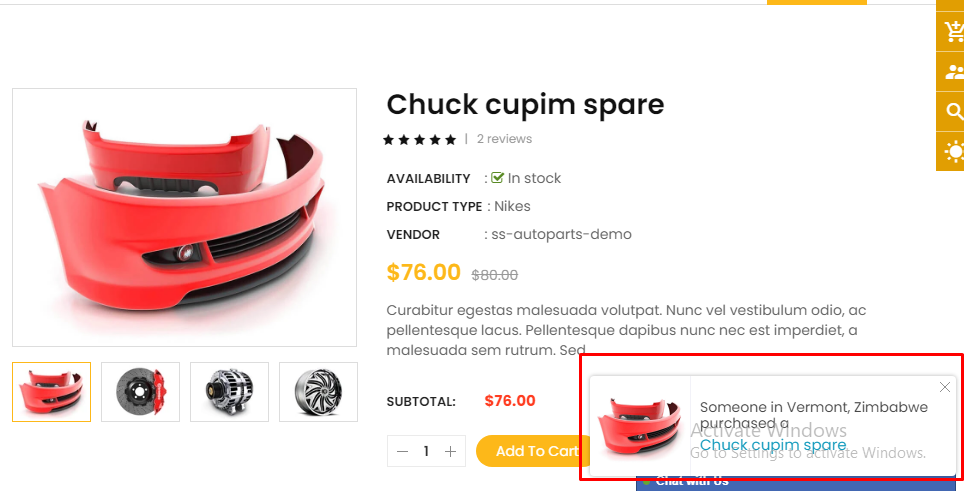 Chuck cupim spare
| 2 reviews
AVAILABILITY : In stock
PRODUCT TYPE : Nikes
VENDOR : ss-autoparts-demo
$76.00 $80.00
Curabitur egestas malesuada volutpat. Nunc vel vestibulum odio, ac
pellentesque lacus. Pellentesque dapibus nunc nec est imperdiet, a
malesuada sem rutrum. Sed
SUBTOTAL: $76.00
1 Add To Cart
Someone in Vermont, Zimbabwe
purchased a
Chuck cupim spare
Activate Windows
Go to Settings to activate Windows.
Chat with Us